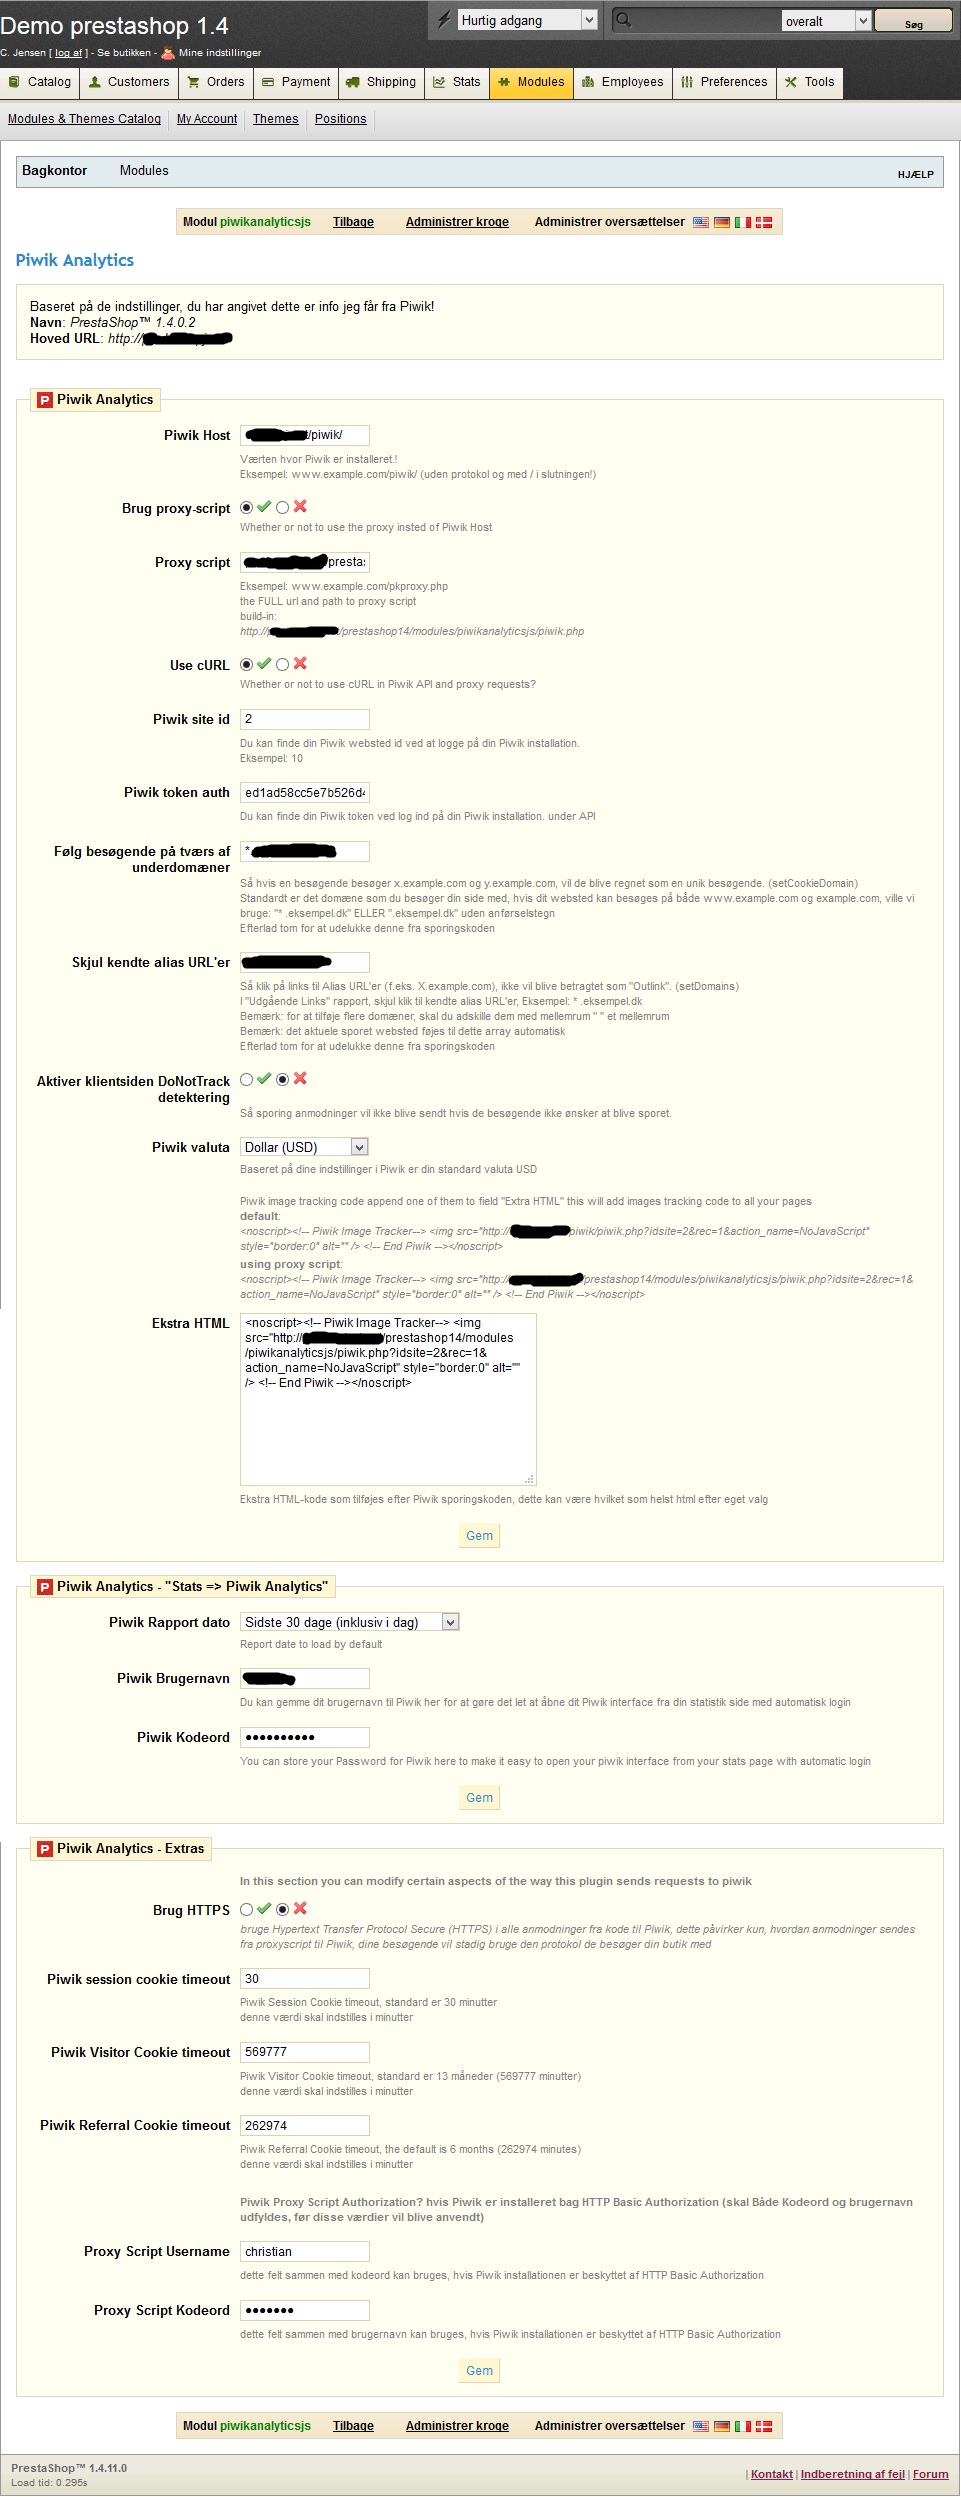 Demo prestashop 1.4
Hurtig adgang
overalt
Søg
C. Jensen [ log af ] - Se butikken - Mine indstillinger
Catalog Customers Orders Payment Shipping Stats Modules Employees Preferences Tools
Modules & Themes Catalog My Account Themes Positions
Bagkontor Modules HJÆLP
Modul piwikanalyticsjs Tilbage Administrer kroge Administrer oversættelser
Piwik Analytics
Baseret på de indstillinger, du har angivet dette er info jeg får fra Piwik!
Navn: PrestaShop™ 1.4.0.2
Hoved URL: http://
Piwik Analytics
Piwik Host /piwik/
Værten hvor Piwik er installeret.!
Eksempel: www.example.com/piwik/ (uden protokol og med / i slutningen!)
Brug proxy-script
Whether or not to use the proxy insted of Piwik Host
Proxy script prestas
Eksempel: www.example.com/pkproxy.php
the FULL url and path to proxy script
build-in:
http:// /prestashop14/modules/piwikanalyticsjs/piwik.php
Use cURL
Whether or not to use cURL in Piwik API and proxy requests?
Piwik site id 2
Du kan finde din Piwik websted id ved at logge på din Piwik installation.
Eksempel: 10
Piwik token auth ed1ad58cc5e7b526d4
Du kan finde din Piwik token ved log ind på din Piwik installation. under API
Følg besøgende på tværs af
underdomæner
*
Så hvis en besøgende besøger x.example.com og y.example.com, vil de blive regnet som en unik besøgende. (setCookieDomain)
Standardt er det domæne som du besøger din side med, hvis dit websted kan besøges på både www.example.com og example.com, ville vi
bruge: "* .eksempel.dk" ELLER ".eksempel.dk" uden anførselstegn
Efterlad tom for at udelukke denne fra sporingskoden
Skjul kendte alias URL'er
Så klik på links til Alias URL'er (f.eks. X.example.com), ikke vil blive betragtet som "Outlink". (setDomains)
I "Udgående Links" rapport, skjul klik til kendte alias URL'er, Eksempel: * .eksempel.dk
Bemærk: for at tilføje flere domæner, skal du adskille dem med mellemrum " " et mellemrum
Bemærk: det aktuele sporet websted føjes til dette array automatisk
Efterlad tom for at udelukke denne fra sporingskoden
Aktiver klientsiden DoNotTrack
detektering
Så sporing anmodninger vil ikke blive sendt hvis de besøgende ikke ønsker at blive sporet.
Piwik valuta Dollar (USD)
Baseret på dine indstillinger i Piwik er din standard valuta USD
Piwik image tracking code append one of them to field "Extra HTML" this will add images tracking code to all your pages
default:
<noscript><!-- Piwik Image Tracker--> <img src="http:// piwik/piwik.php?idsite=2&rec=1&action_name=NoJavaScript"
style="border:0" alt="" /> <!-- End Piwik --></noscript>
using proxy script:
<noscript><!-- Piwik Image Tracker--> <img src="http:// /prestashop14/modules/piwikanalyticsjs/piwik.php?idsite=2&rec=1&
action_name=NoJavaScript" style="border:0" alt="" /> <!-- End Piwik --></noscript>
Ekstra HTML
<noscript><!-- Piwik Image Tracker--> <img
src="http:// /prestashop14/modules
/piwikanalyticsjs/piwik.php?idsite=2&rec=1&
action_name=NoJavaScript" style="border:0" alt=""
/> <!-- End Piwik --></noscript>
Ekstra HTML-kode som tilføjes efter Piwik sporingskoden, dette kan være hvilket som helst html efter eget valg
Gem
Piwik Analytics - "Stats => Piwik Analytics"
Piwik Rapport dato Sidste 30 dage (inklusiv i dag)
Report date to load by default
Piwik Brugernavn
Du kan gemme dit brugernavn til Piwik her for at gøre det let at åbne dit Piwik interface fra din statistik side med automatisk login
Piwik Kodeord ••••••••••
You can store your Password for Piwik here to make it easy to open your piwik interface from your stats page with automatic login
Gem
Piwik Analytics - Extras
In this section you can modify certain aspects of the way this plugin sends requests to piwik
Brug HTTPS
bruge Hypertext Transfer Protocol Secure (HTTPS) i alle anmodninger fra kode til Piwik, dette påvirker kun, hvordan anmodninger sendes
fra proxyscript til Piwik, dine besøgende vil stadig bruge den protokol de besøger din butik med
Piwik session cookie timeout 30
Piwik Session Cookie timeout, standard er 30 minutter
denne værdi skal indstilles i minutter
Piwik Visitor Cookie timeout 569777
Piwik Visitor Cookie timeout, standard er 13 måneder (569777 minutter)
denne værdi skal indstilles i minutter
Piwik Referral Cookie timeout 262974
Piwik Referral Cookie timeout, the default is 6 months (262974 minutes)
denne værdi skal indstilles i minutter
Piwik Proxy Script Authorization? hvis Piwik er installeret bag HTTP Basic Authorization (skal Både Kodeord og brugernavn
udfyldes, før disse værdier vil blive anvendt)
Proxy Script Username christian
dette felt sammen med kodeord kan bruges, hvis Piwik installationen er beskyttet af HTTP Basic Authorization
Proxy Script Kodeord •••••••
dette felt sammen med brugernavn kan bruges, hvis Piwik installationen er beskyttet af HTTP Basic Authorization
Gem
Modul piwikanalyticsjs Tilbage Administrer kroge Administrer oversættelser
PrestaShop™ 1.4.11.0
Load tid: 0.295s
| Kontakt | Indberetning af fejl | Forum